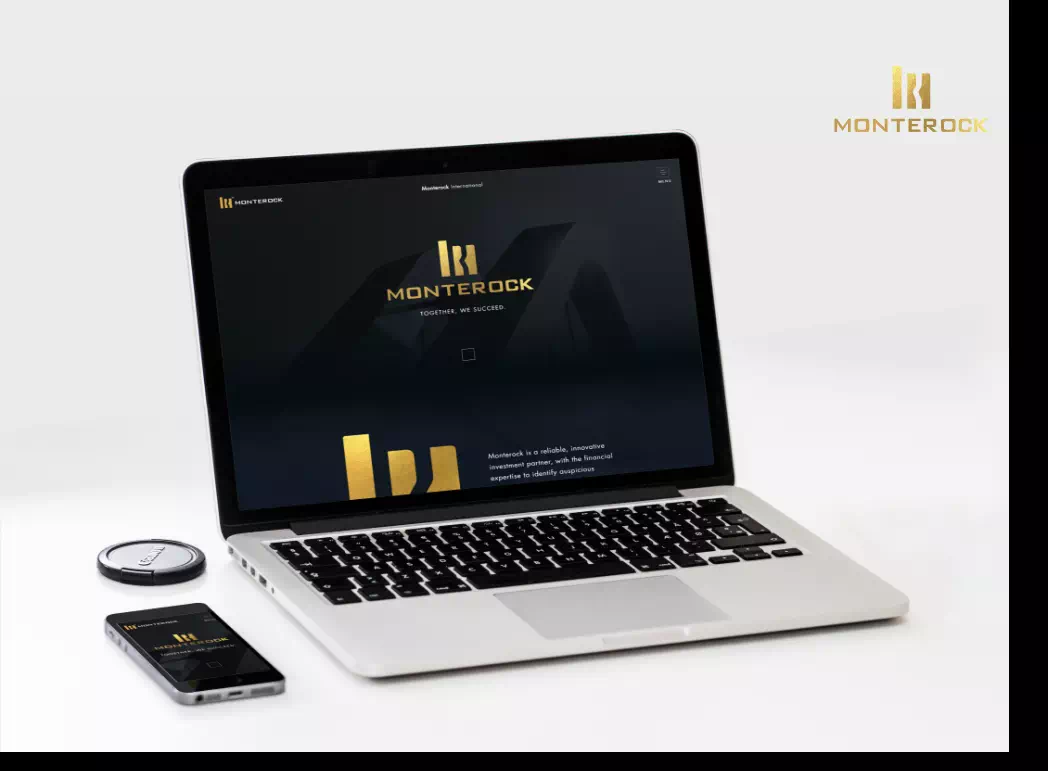 MONTEROCK
MONTEROCK
Monterock International
MONTEROCK
TOGETHER, WE SUCCEED.
Monterock is a reliable, innovative
investment partner, with the financial
expertise to identify auspicious
MONTEROCK
MONTEROCK
TOGETHER, WE SUCCEED.